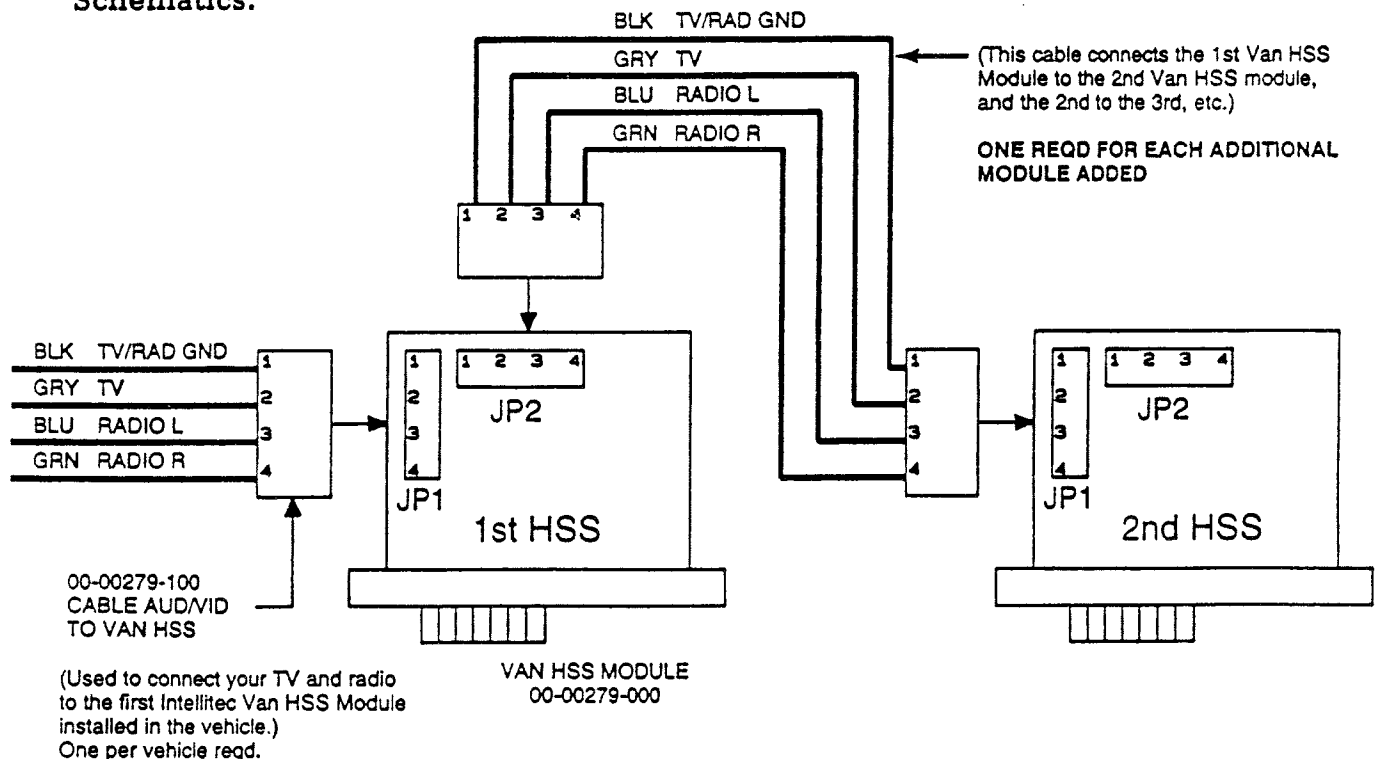 Schematics:
BLK TV/RAD GND
GRY TV
BLU RADIO L
GRN RADIO R
(This cable connects the 1st Van HSS
Module to the 2nd Van HSS module,
and the 2nd to the 3rd, etc.)
ONE REQD FOR EACH ADDITIONAL
MODULE ADDED
1 2 3 4
BLK TV/RAD GND
GRY TV
BLU RADIO L
GRN RADIO R
1
2
3
4
1
2
3
4
JP1
1 2 3 4
JP2
1st HSS
1
2
3
4
1
2
3
4
JP1
1 2 3 4
JP2
2nd HSS
00-00279-100
CABLE AUD/VID
TO VAN HSS
(Used to connect your TV and radio
to the first Intellitec Van HSS Module
installed in the vehicle.)
One per vehicle reqd.
VAN HSS MODULE
00-00279-000